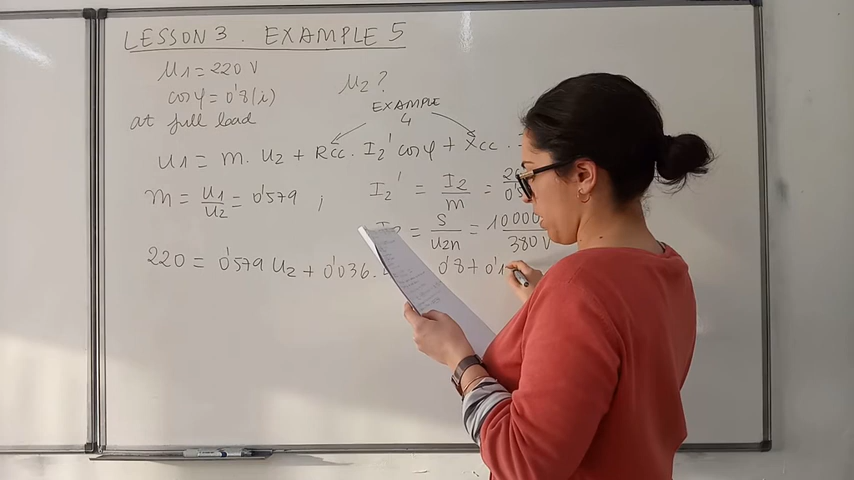 LESSON 3. EXAMPLE 5
U1 = 220 V
cos φ = 0'8 (i)
at full load
U2?
EXAMPLE 4
U1 = m. U2 + Rcc. I2' cos φ + Xcc.
m = U1/U2 = 0'579 ;
I2' = I2/m =
= S/U2n = 10000/380 V
220 = 0'579 U2 + 0'036. 0'8 + 0'1